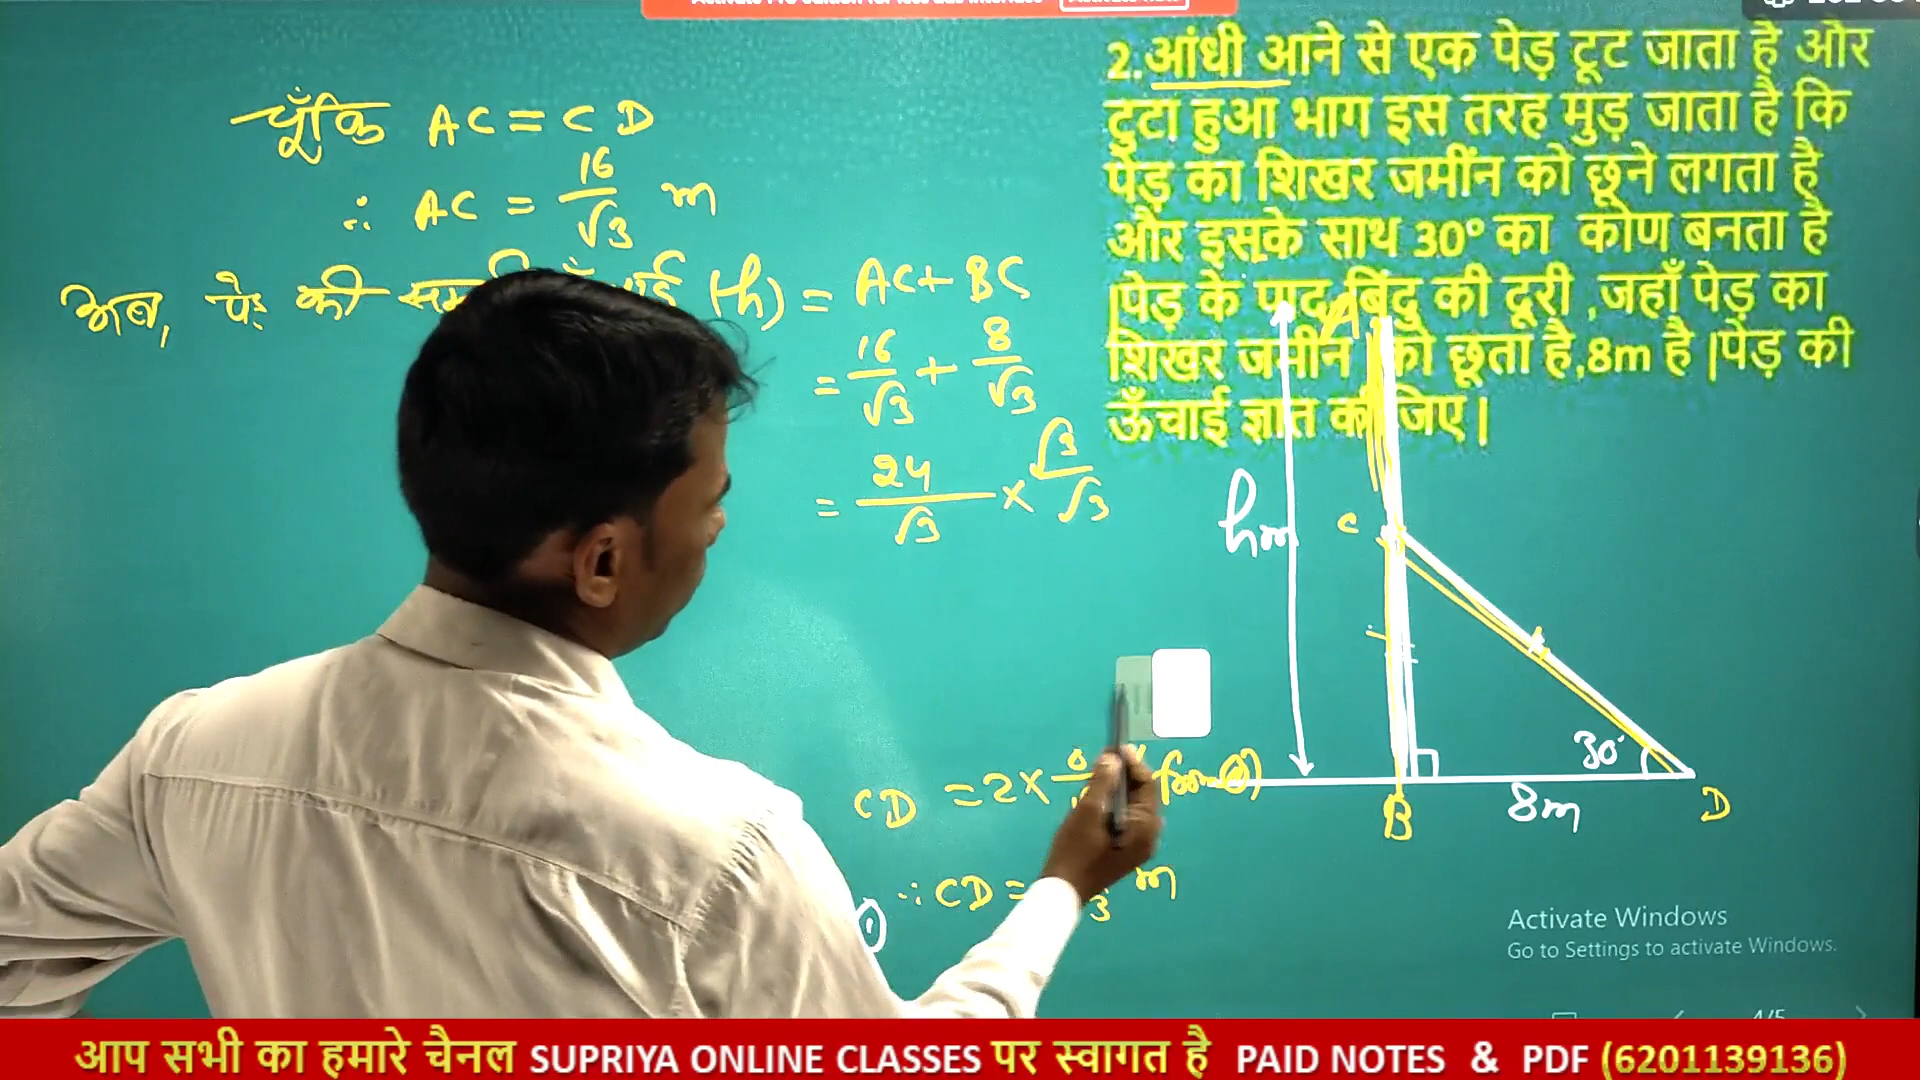 चूँकि AC = CD
∴ AC = 16/√3 m
अब, पेड़ की (h) = AC + BC
= 16/√3 + 8/√3
= 24/√3 × √3/√3
CD = 2 ×
∴ CD = m
2.आंधी आने से एक पेड़ टूट जाता है और
टुटा हुआ भाग इस तरह मुड़ जाता है कि
पेड़ का शिखर जमींन को छूने लगता है
और इसके साथ 30° का कोण बनता है
|पेड़ के पाद बिंदु की दूरी ,जहाँ पेड़ का
शिखर जमीन को छूता है,8m है |पेड़ की
ऊँचाई ज्ञात कीजिए |
A
hm
C
30°
B
8m
D
Activate Windows
Go to Settings to activate Windows.
आप सभी का हमारे चैनल SUPRIYA ONLINE CLASSES पर स्वागत है PAID NOTES & PDF (6201139136)